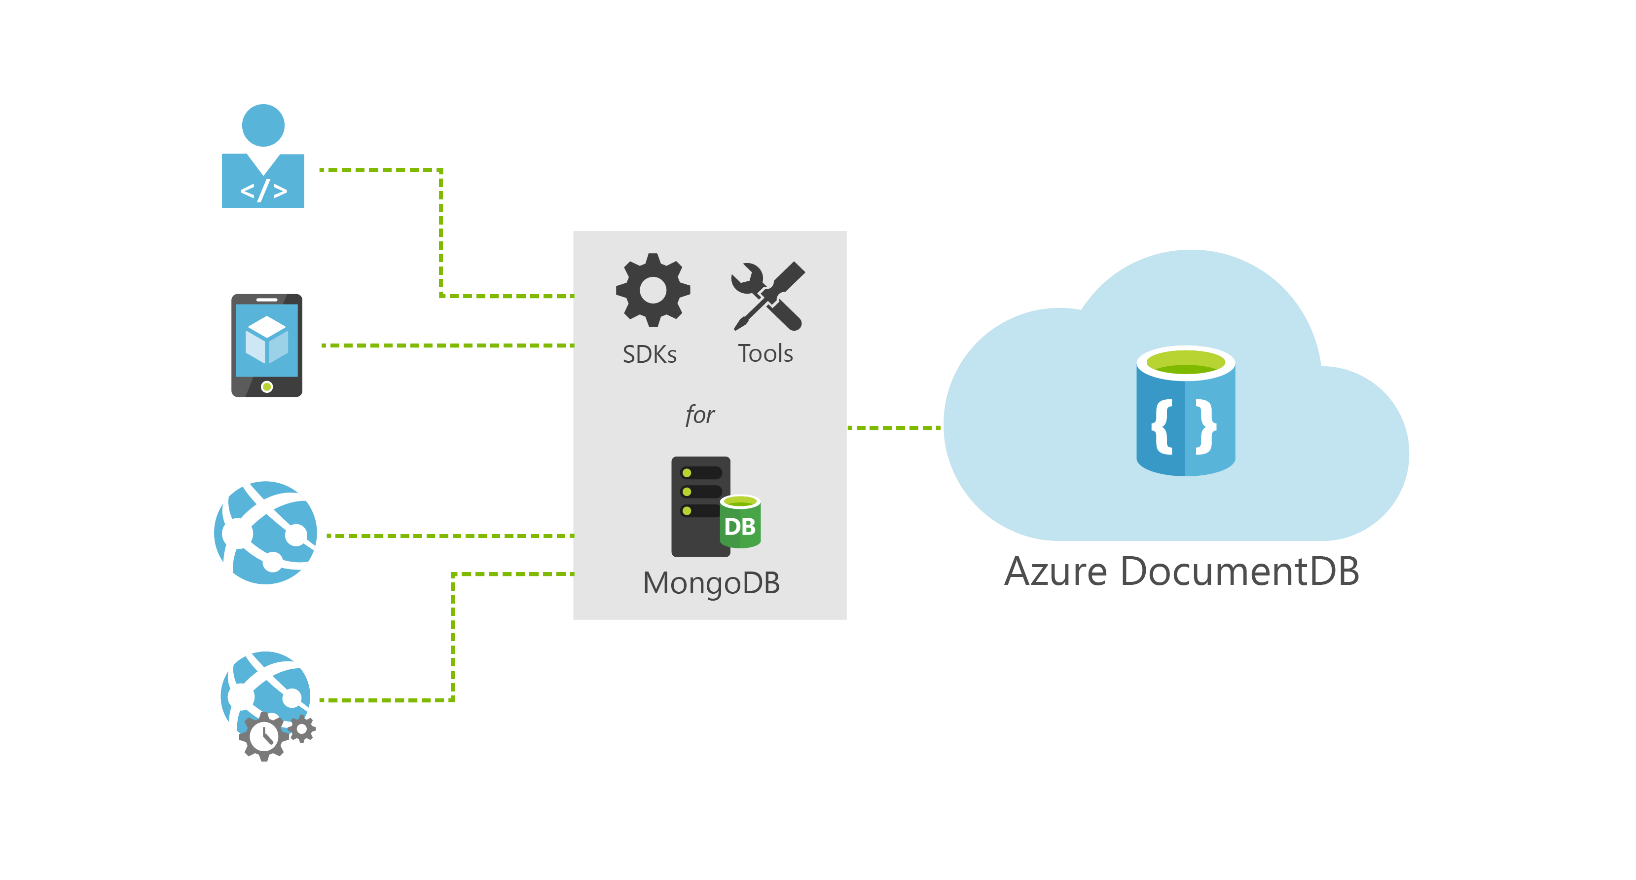 </>
SDKs
Tools
for
DB
MongoDB
{ }
Azure DocumentDB